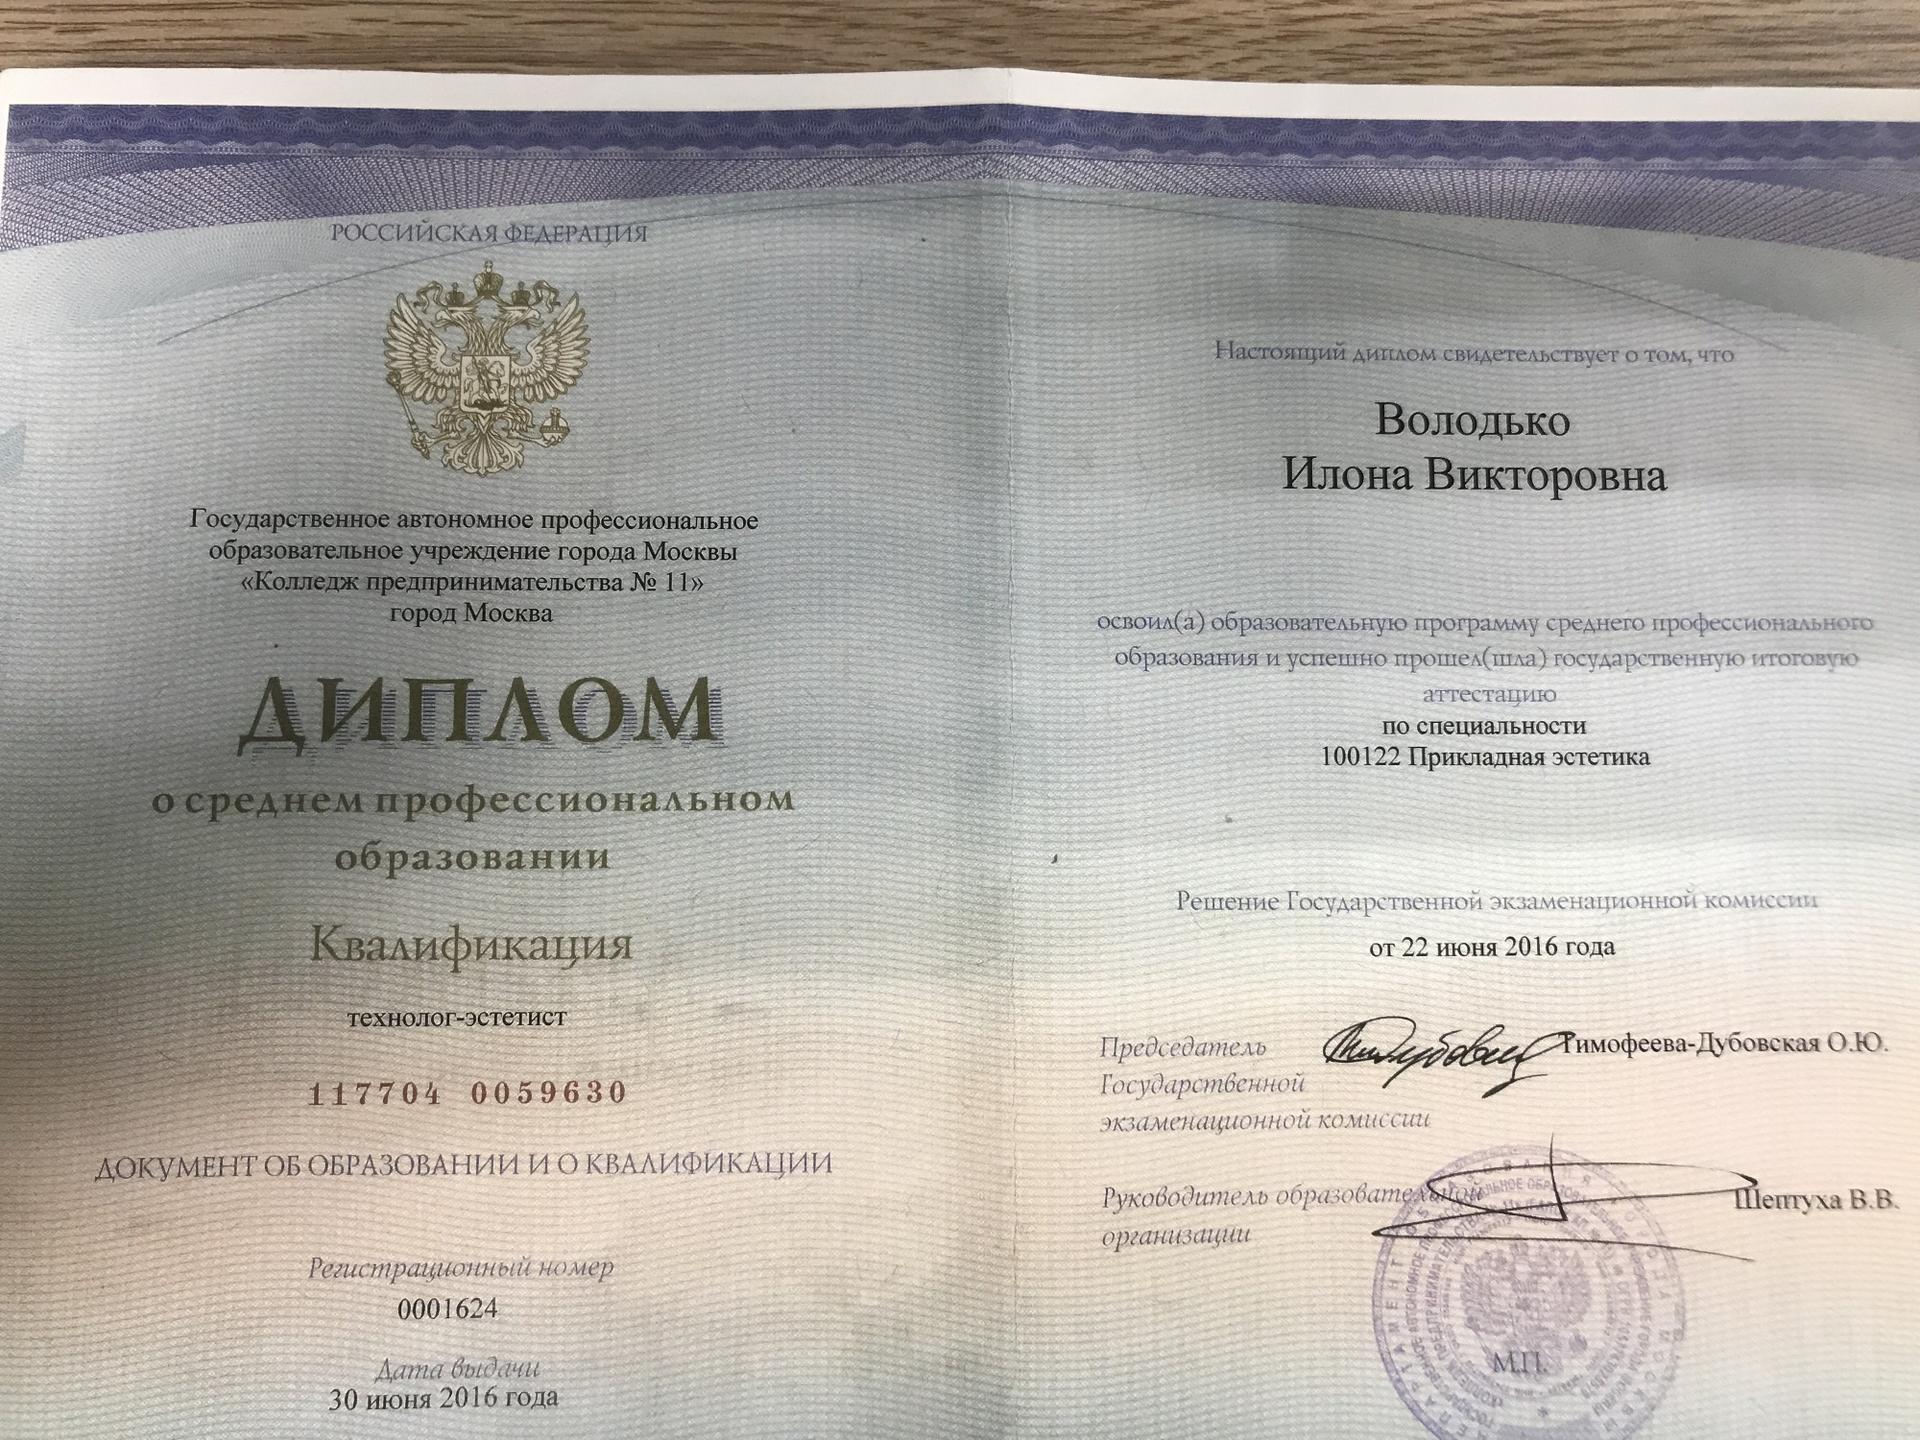 РОССИЙСКАЯ ФЕДЕРАЦИЯ
Государственное автономное профессиональное
образовательное учреждение города Москвы
«Колледж предпринимательства № 11»
город Москва
ДИПЛОМ
о среднем профессиональном
образовании
Квалификация
технолог-эстетист
117704 0059630
ДОКУМЕНТ ОБ ОБРАЗОВАНИИ И О КВАЛИФИКАЦИИ
Регистрационный номер
0001624
Дата выдачи
30 июня 2016 года
Настоящий диплом свидетельствует о том, что
Володько
Илона Викторовна
освоил(а) образовательную программу среднего профессионального
образования и успешно прошел(шла) государственную итоговую
аттестацию
по специальности
100122 Прикладная эстетика
Решение Государственной экзаменационной комиссии
от 22 июня 2016 года
Председатель
Тимофеева-Дубовская О.Ю.
Государственной
экзаменационной комиссии
Руководитель образовательной
Шептуха В.В.
организации
М.П.